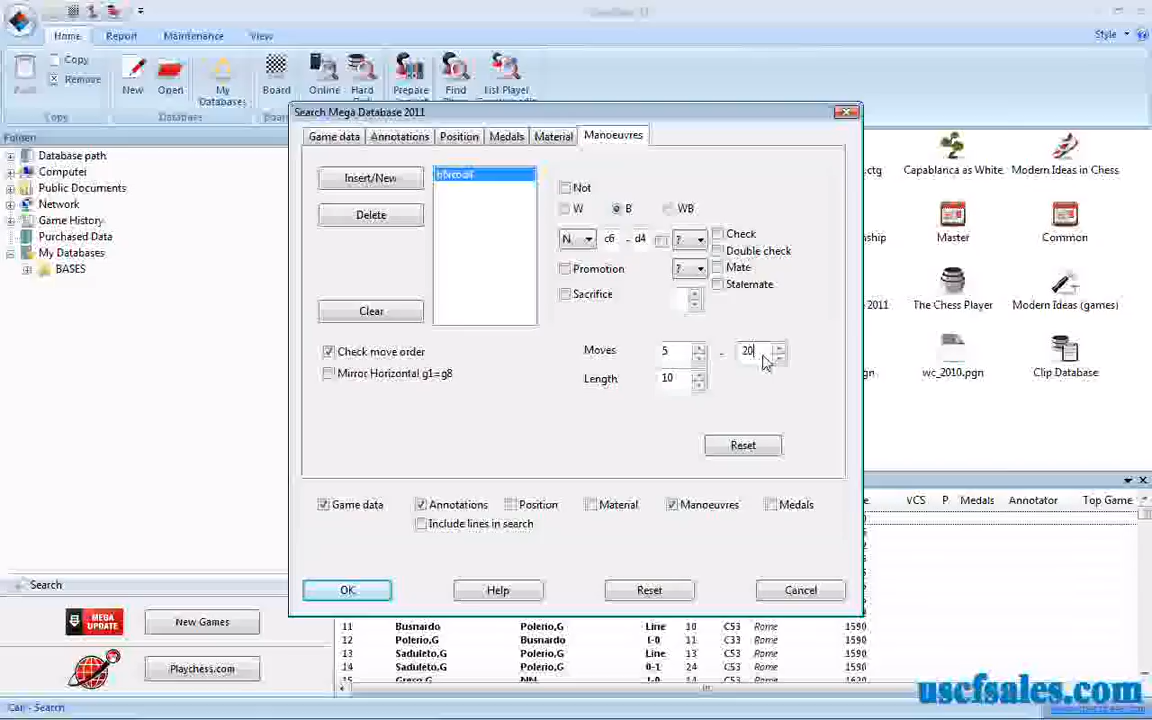 Style
Home Report Maintenance View
Copy
Remove
New
Open
My
Databases
Board
Online
Hard
Prepare
Find
List Player
Copy
Database
Search Mega Database 2011
Game data
Annotations
Position
Medals
Material
Manoeuvres
Database path
Computer
Public Documents
Network
Game History
Purchased Data
My Databases
BASES
Insert/New
Delete
Clear
Check move order
Mirror Horizontal g1=g8
Not
W B WB
N c6 - d4 ?
Check
Double check
Promotion ?
Mate
Stalemate
Sacrifice
Moves 5 - 20
Length 10
Reset
Game data
Annotations
Position
Material
Manoeuvres
Medals
Include lines in search
OK
Help
Reset
Cancel
.ctg
Capablanca as White
Modern Ideas in Chess
Master
Common
2011
The Chess Player
Modern Ideas (games)
wc_2010.pgn
Clip Database
VCS P Medals Annotator Top Game
Search
MEGA
UPDATE
New Games
Playchess.com
11 Busnardo Polerio,G Line 10 C53 Rome 1590
12 Polerio,G Busnardo 1-0 11 C53 Rome 1590
13 Saduleto,G Polerio,G Line 13 C53 Rome 1590
14 Saduleto,G Polerio,G 0-1 24 C53 Rome 1590
uscfsales.com